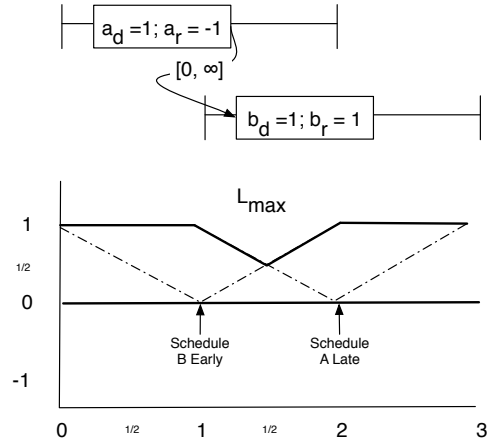 a_d =1; a_r = -1
[0, ∞]
b_d =1; b_r = 1
L_max
1
1/2
0
-1
Schedule
B Early
Schedule
A Late
0
1/2
1
1/2
2
3